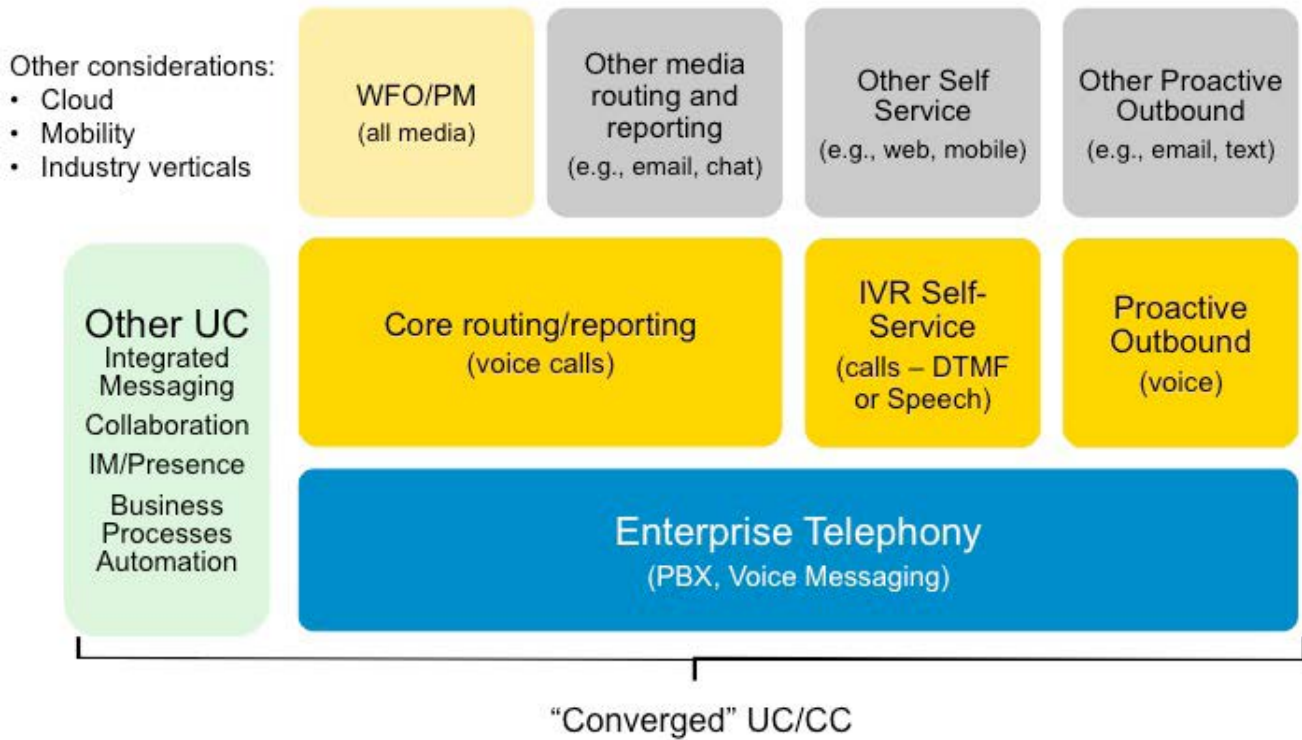 Other considerations:
• Cloud
• Mobility
• Industry verticals
WFO/PM
(all media)
Other media
routing and
reporting
(e.g., email, chat)
Other Self
Service
(e.g., web, mobile)
Other Proactive
Outbound
(e.g., email, text)
Other UC
Integrated
Messaging
Collaboration
IM/Presence
Business
Processes
Automation
Core routing/reporting
(voice calls)
IVR Self-
Service
(calls – DTMF
or Speech)
Proactive
Outbound
(voice)
Enterprise Telephony
(PBX, Voice Messaging)
“Converged” UC/CC